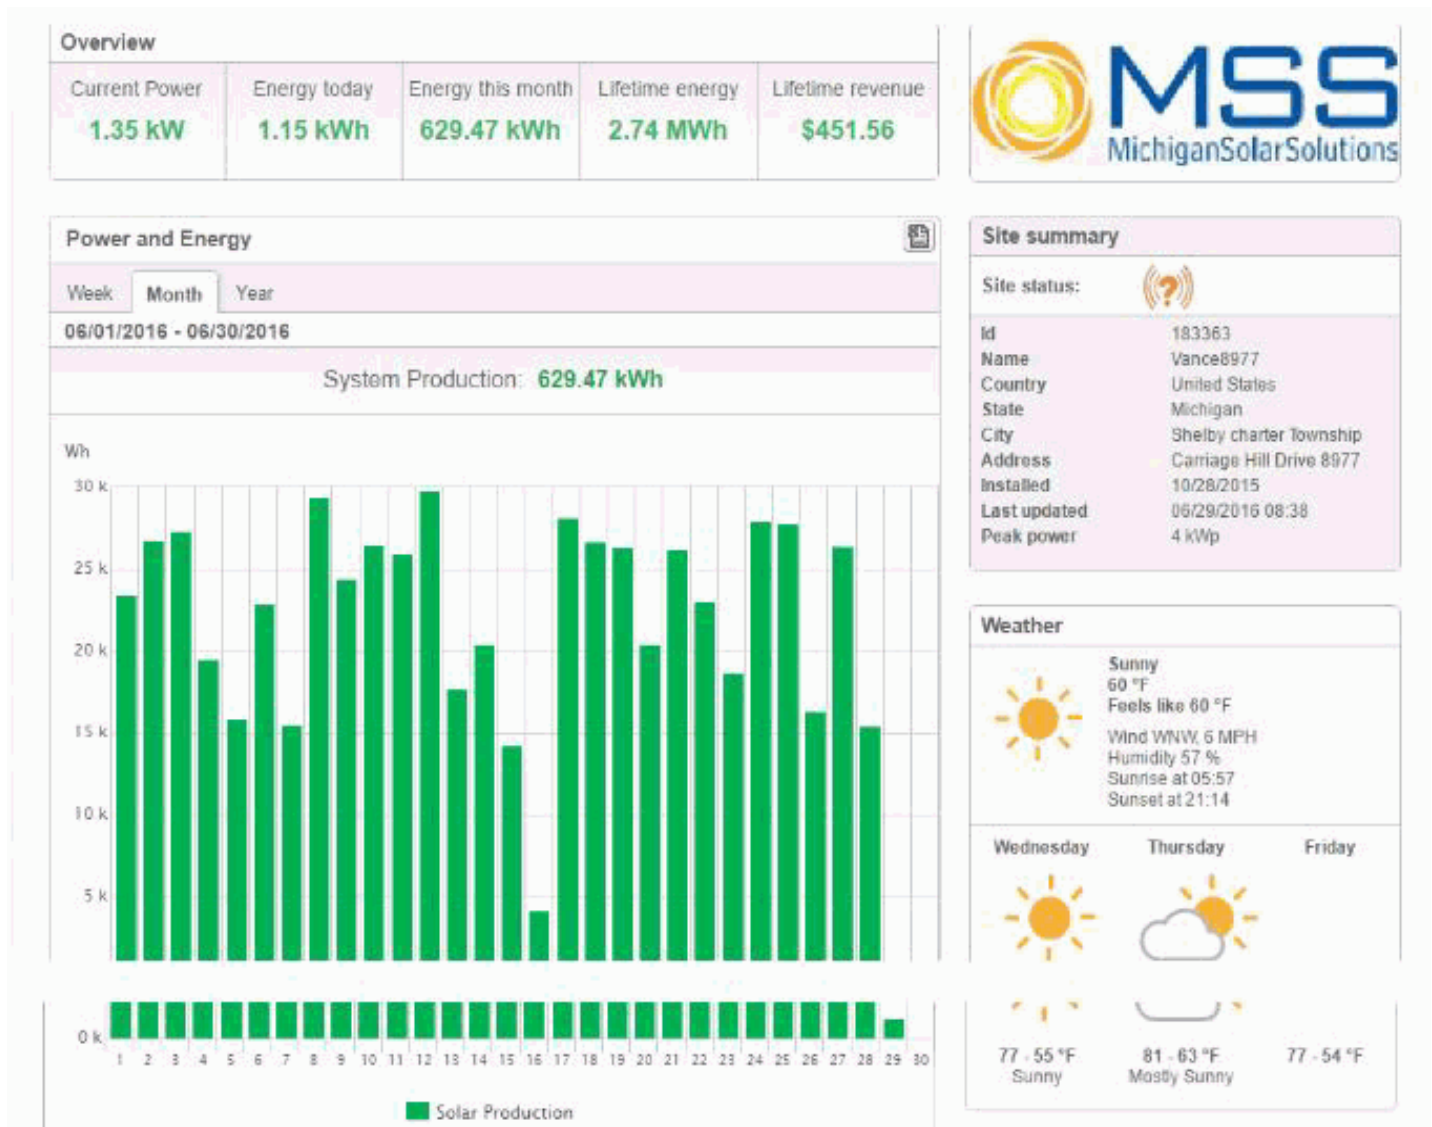 Overview
Current Power Energy today Energy this month Lifetime energy Lifetime revenue
1.35 kW 1.15 kWh 629.47 kWh 2.74 MWh $451.56
MSS
MichiganSolarSolutions
Power and Energy
Week Month Year
06/01/2016 - 06/30/2016
System Production: 629.47 kWh
Wh
30 k
25 k
20 k
15 k
10 k
5 k
0 k
1 2 3 4 5 6 7 8 9 10 11 12 13 14 15 16 17 18 19 20 21 22 23 24 25 26 27 28 29 30
Solar Production
Site summary
Site status: ?
Id 183363
Name Vance8977
Country United States
State Michigan
City Shelby charter Township
Address Carriage Hill Drive 8977
Installed 10/28/2015
Last updated 06/29/2016 08:38
Peak power 4 kWp
Weather
Sunny
60 °F
Feels like 60 °F
Wind WNW, 6 MPH
Humidity 57 %
Sunrise at 05:57
Sunset at 21:14
Wednesday Thursday Friday
77 - 55 °F 81 - 63 °F 77 - 54 °F
Sunny Mostly Sunny